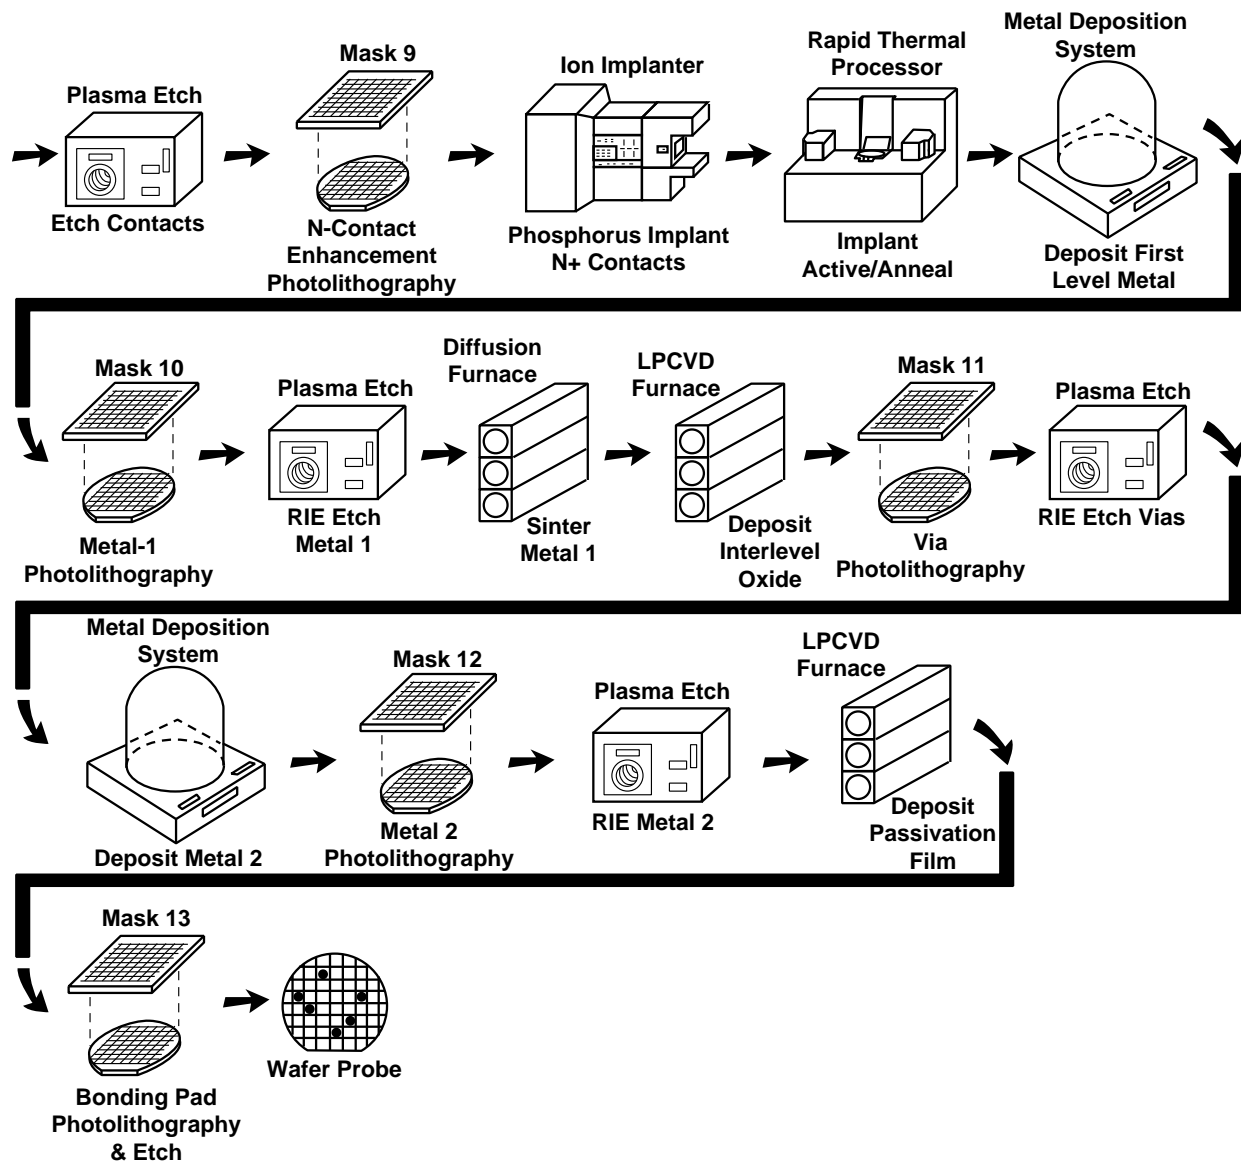 Plasma Etch
Etch Contacts
Mask 9
N-Contact
Enhancement
Photolithography
Ion Implanter
Phosphorus Implant
N+ Contacts
Rapid Thermal
Processor
Implant
Active/Anneal
Metal Deposition
System
Deposit First
Level Metal
Mask 10
Metal-1
Photolithography
Plasma Etch
RIE Etch
Metal 1
Diffusion
Furnace
Sinter
Metal 1
LPCVD
Furnace
Deposit
Interlevel
Oxide
Mask 11
Via
Photolithography
Plasma Etch
RIE Etch Vias
Metal Deposition
System
Deposit Metal 2
Mask 12
Metal 2
Photolithography
Plasma Etch
RIE Metal 2
LPCVD
Furnace
Deposit
Passivation
Film
Mask 13
Bonding Pad
Photolithography
& Etch
Wafer Probe